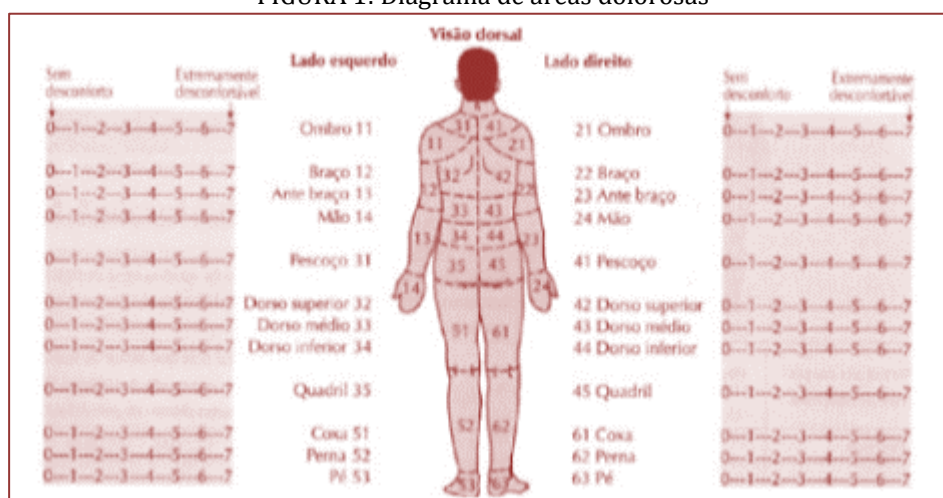 FIGURA 1: Diagrama de áreas dolorosas
Visão dorsal
Lado esquerdo Lado direito
Sem desconforto Extremamente desconfortável Sem desconforto Extremamente desconfortável
0---1---2---3---4---5---6---7 Ombro 11 31 41 21 Ombro 0---1---2---3---4---5---6---7
11 21
0---1---2---3---4---5---6---7 Braço 12 32 42 22 Braço 0---1---2---3---4---5---6---7
0---1---2---3---4---5---6---7 Ante braço 13 12 22 23 Ante braço 0---1---2---3---4---5---6---7
0---1---2---3---4---5---6---7 Mão 14 33 43 24 Mão 0---1---2---3---4---5---6---7
13 34 44 23
0---1---2---3---4---5---6---7 Pescoço 31 35 45 41 Pescoço 0---1---2---3---4---5---6---7
14 24
0---1---2---3---4---5---6---7 Dorso superior 32 42 Dorso superior 0---1---2---3---4---5---6---7
0---1---2---3---4---5---6---7 Dorso médio 33 51 61 43 Dorso médio 0---1---2---3---4---5---6---7
0---1---2---3---4---5---6---7 Dorso inferior 34 44 Dorso inferior 0---1---2---3---4---5---6---7
0---1---2---3---4---5---6---7 Quadril 35 45 Quadril 0---1---2---3---4---5---6---7
0---1---2---3---4---5---6---7 Coxa 51 52 62 61 Coxa 0---1---2---3---4---5---6---7
0---1---2---3---4---5---6---7 Perna 52 62 Perna 0---1---2---3---4---5---6---7
0---1---2---3---4---5---6---7 Pé 53 53 63 Pé 0---1---2---3---4---5---6---7